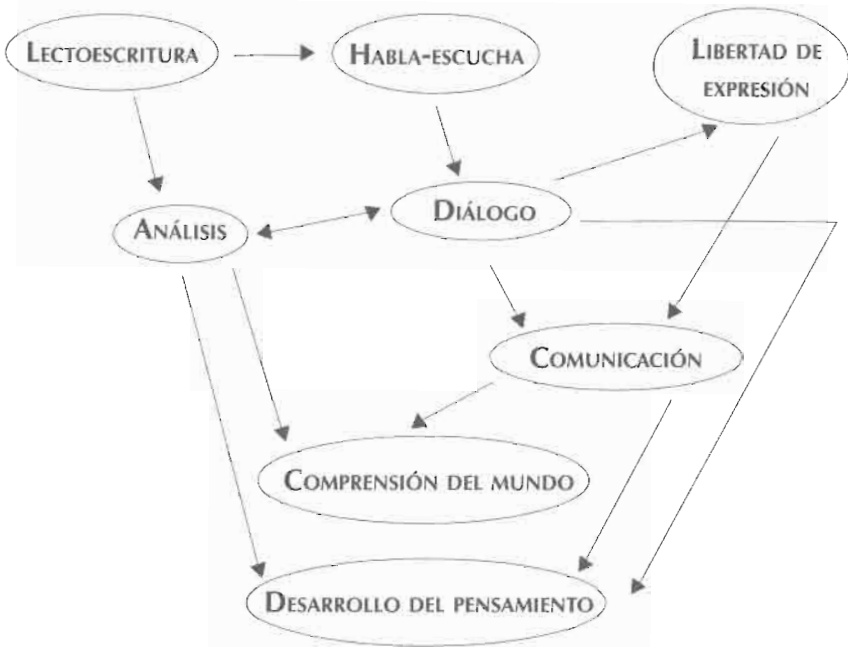 LECTOESCRITURA
HABLA-ESCUCHA
LIBERTAD DE
EXPRESIÓN
ANÁLISIS
DIÁLOGO
COMUNICACIÓN
COMPRENSIÓN DEL MUNDO
DESARROLLO DEL PENSAMIENTO